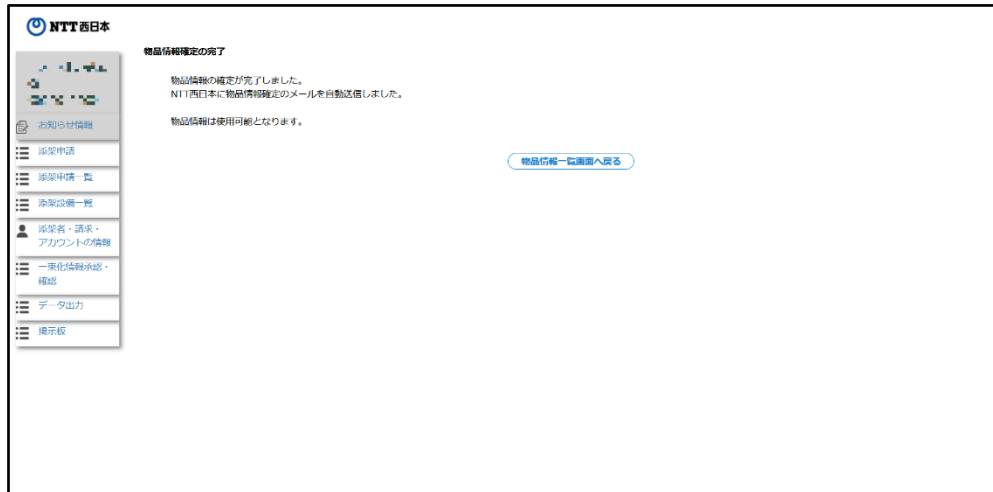 NTT西日本
物品情報確定の完了
物品情報の確定が完了しました。
NTT西日本に物品情報確定のメールを自動送信しました。
物品情報は使用可能となります。
物品情報一覧画面へ戻る
お知らせ情報
添架申請
添架申請一覧
添架設備一覧
添架者・請求・
アカウントの情報
一束化情報承認・
確認
データ出力
掲示板